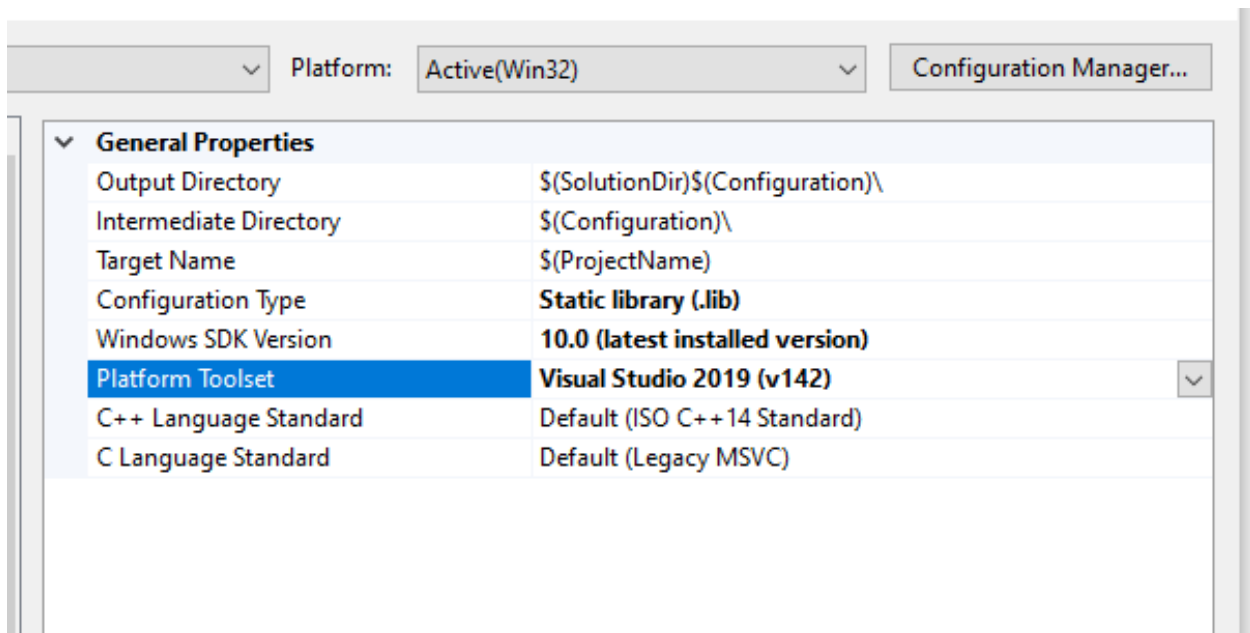 Platform: Active(Win32) Configuration Manager...
General Properties
Output Directory $(SolutionDir)$(Configuration)\
Intermediate Directory $(Configuration)\
Target Name $(ProjectName)
Configuration Type Static library (.lib)
Windows SDK Version 10.0 (latest installed version)
Platform Toolset Visual Studio 2019 (v142)
C++ Language Standard Default (ISO C++14 Standard)
C Language Standard Default (Legacy MSVC)